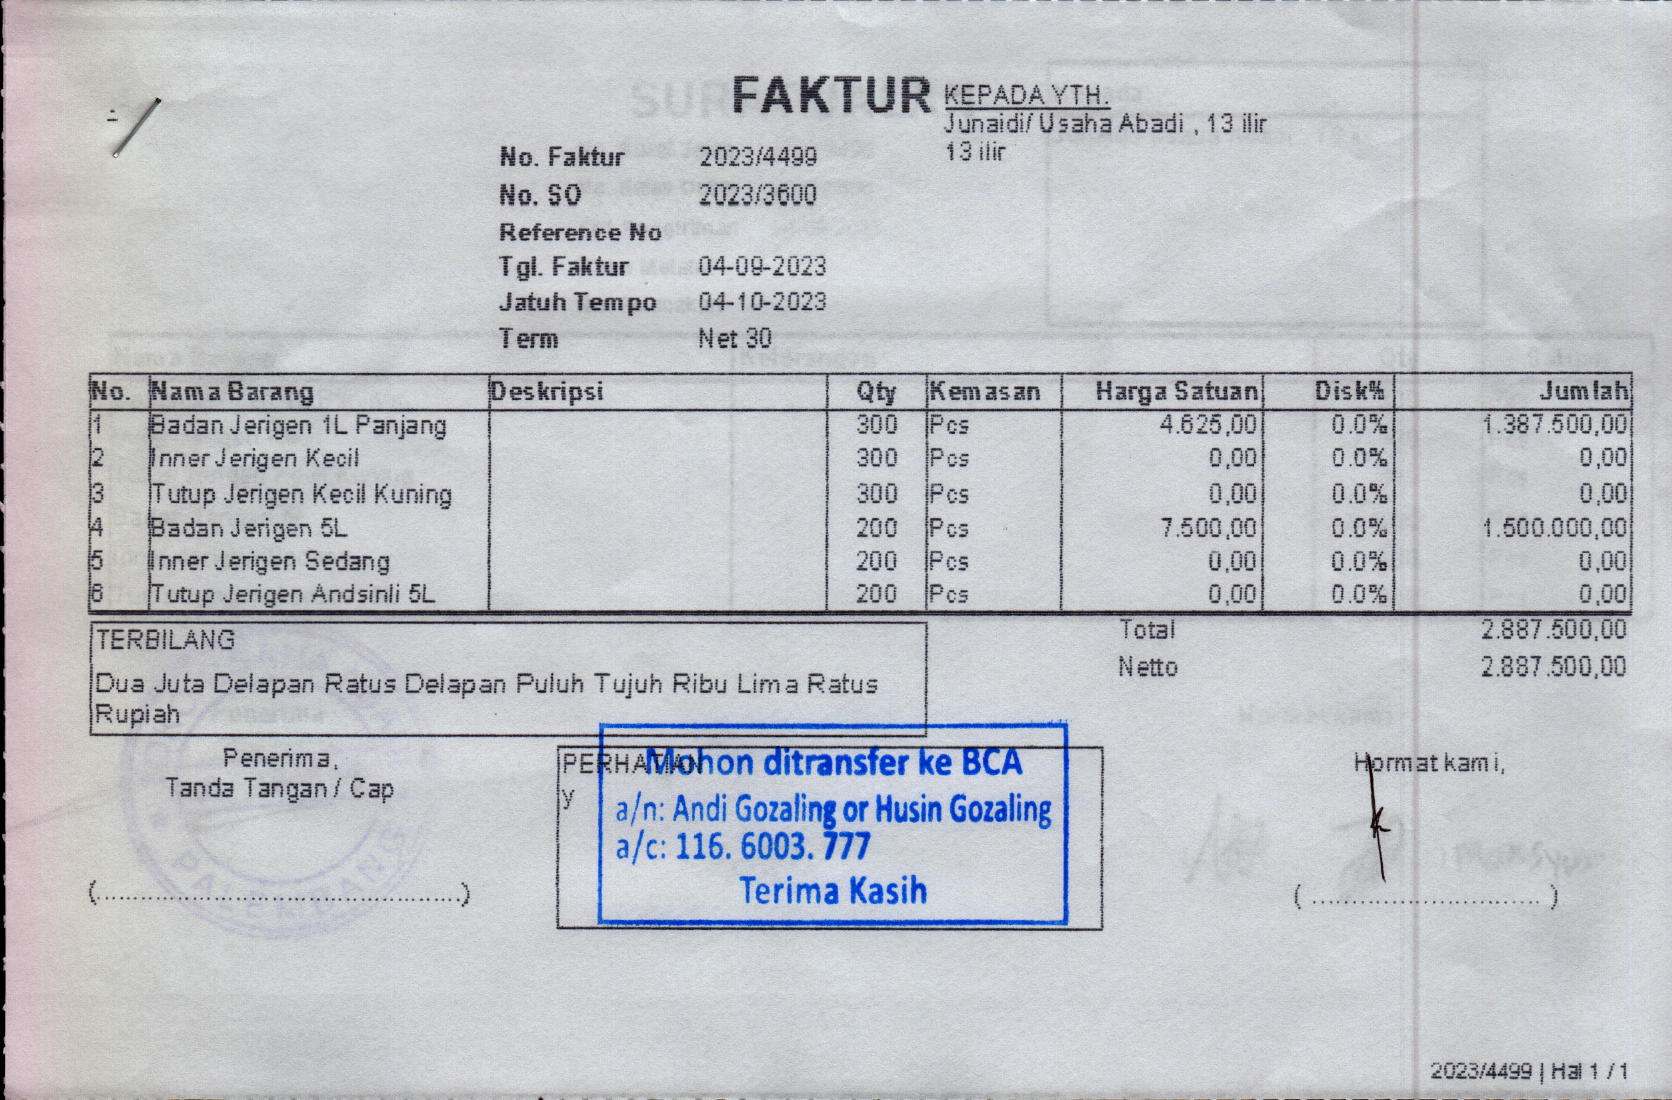 FAKTUR
KEPADA YTH.
Junaidi/ Usaha Abadi , 13 ilir
13 ilir
No. Faktur 2023/4499
No. SO 2023/3600
Reference No
Tgl. Faktur 04-09-2023
Jatuh Tempo 04-10-2023
Term Net 30
No. Nama Barang Deskripsi Qty Kemasan Harga Satuan Disk% Jumlah
1 Badan Jerigen 1L Panjang 300 Pcs 4.625,00 0.0% 1.387.500,00
2 Inner Jerigen Kecil 300 Pcs 0,00 0.0% 0,00
3 Tutup Jerigen Kecil Kuning 300 Pcs 0,00 0.0% 0,00
4 Badan Jerigen 5L 200 Pcs 7.500,00 0.0% 1.500.000,00
5 Inner Jerigen Sedang 200 Pcs 0,00 0.0% 0,00
6 Tutup Jerigen Andsinli 5L 200 Pcs 0,00 0.0% 0,00
Total 2.887.500,00
Netto 2.887.500,00
TERBILANG
Dua Juta Delapan Ratus Delapan Puluh Tujuh Ribu Lima Ratus
Rupiah
Penerima,
Tanda Tangan / Cap
(............................................)
PERHATIAN
y
Mohon ditransfer ke BCA
a/n: Andi Gozaling or Husin Gozaling
a/c: 116. 6003. 777
Terima Kasih
Hormat kami,
( ............................ )
PALEMBANG
2023/4499 | Hal 1 / 1